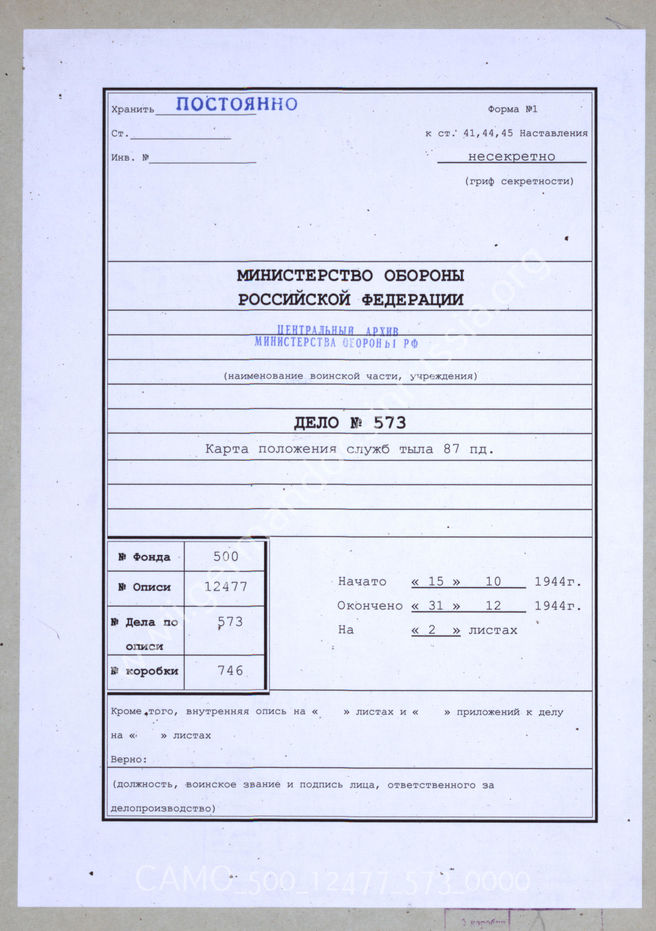 Хранить ПОСТОЯННО
Форма №1
Ст.
к ст. 41,44,45 Наставления
Инв. №
несекретно
(гриф секретности)
МИНИСТЕРСТВО ОБОРОНЫ
РОССИЙСКОЙ ФЕДЕРАЦИИ
ЦЕНТРАЛЬНЫЙ АРХИВ
МИНИСТЕРСТВА ОБОРОНЫ РФ
(наименование воинской части, учреждения)
ДЕЛО № 573
Карта положения служб тыла 87 пд.
№ Фонда 500
№ Описи 12477
№ Дела по описи 573
№ коробки 746
Начато « 15 » 10 1944г.
Окончено « 31 » 12 1944г.
На « 2 » листах
Кроме того, внутренняя опись на « » листах и « » приложений к делу
на « » листах
Верно:
(должность, воинское звание и подпись лица, ответственного за
делопроизводство)
CAMO_500_12477_573_0000